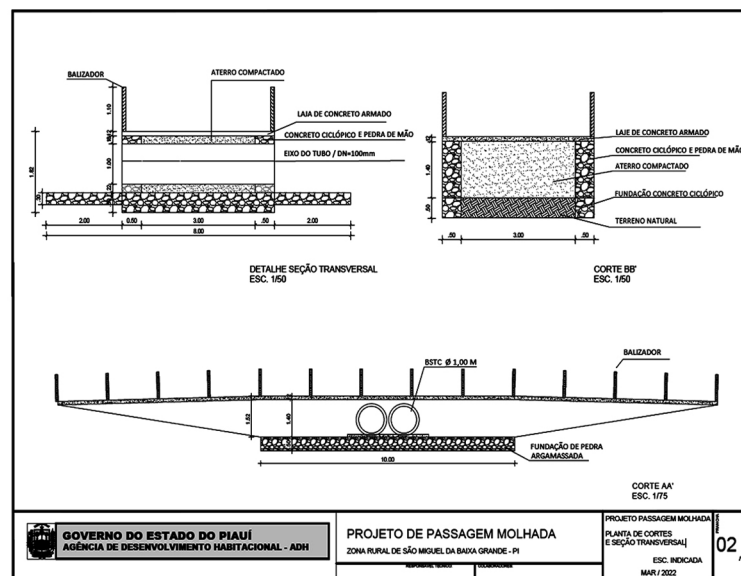 BALIZADOR
ATERRO COMPACTADO
LAJA DE CONCRETO ARMADO
CONCRETO CICLÓPICO E PEDRA DE MÃO
EIXO DO TUBO / DN=100mm
1.10
1.00
1.82
2.00
0.50
3.00
.50
2.00
8.00
DETALHE SEÇÃO TRANSVERSAL
ESC. 1/50
LAJE DE CONCRETO ARMADO
CONCRETO CICLÓPICO E PEDRA DE MÃO
ATERRO COMPACTADO
FUNDAÇÃO CONCRETO CICLÓPICO
TERRENO NATURAL
1.40
.50
.50
3.00
.50
CORTE BB'
ESC. 1/50
BSTC Ø 1,00 M
BALIZADOR
1.52
1.40
10.00
FUNDAÇÃO DE PEDRA
ARGAMASSADA
CORTE AA'
ESC. 1/75
GOVERNO DO ESTADO DO PIAUÍ
AGÊNCIA DE DESENVOLVIMENTO HABITACIONAL - ADH
PROJETO DE PASSAGEM MOLHADA
ZONA RURAL DE SÃO MIGUEL DA BAIXA GRANDE - PI
RESPONSÁVEL TÉCNICO:
COLABORADORES:
PROJETO PASSAGEM MOLHADA
PLANTA DE CORTES
E SEÇÃO TRANSVERSAL
ESC. INDICADA
MAR / 2022
PRANCHA
02